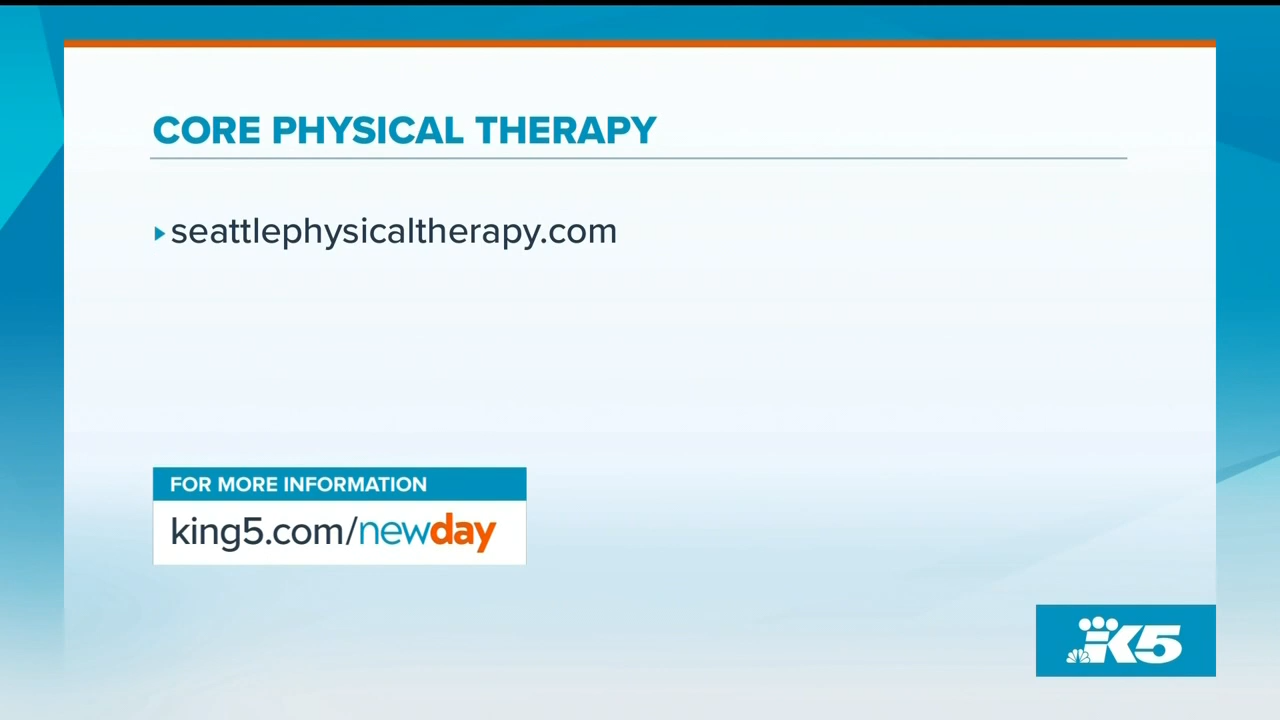 CORE PHYSICAL THERAPY
seattlephysicaltherapy.com
FOR MORE INFORMATION
king5.com/newday
K5